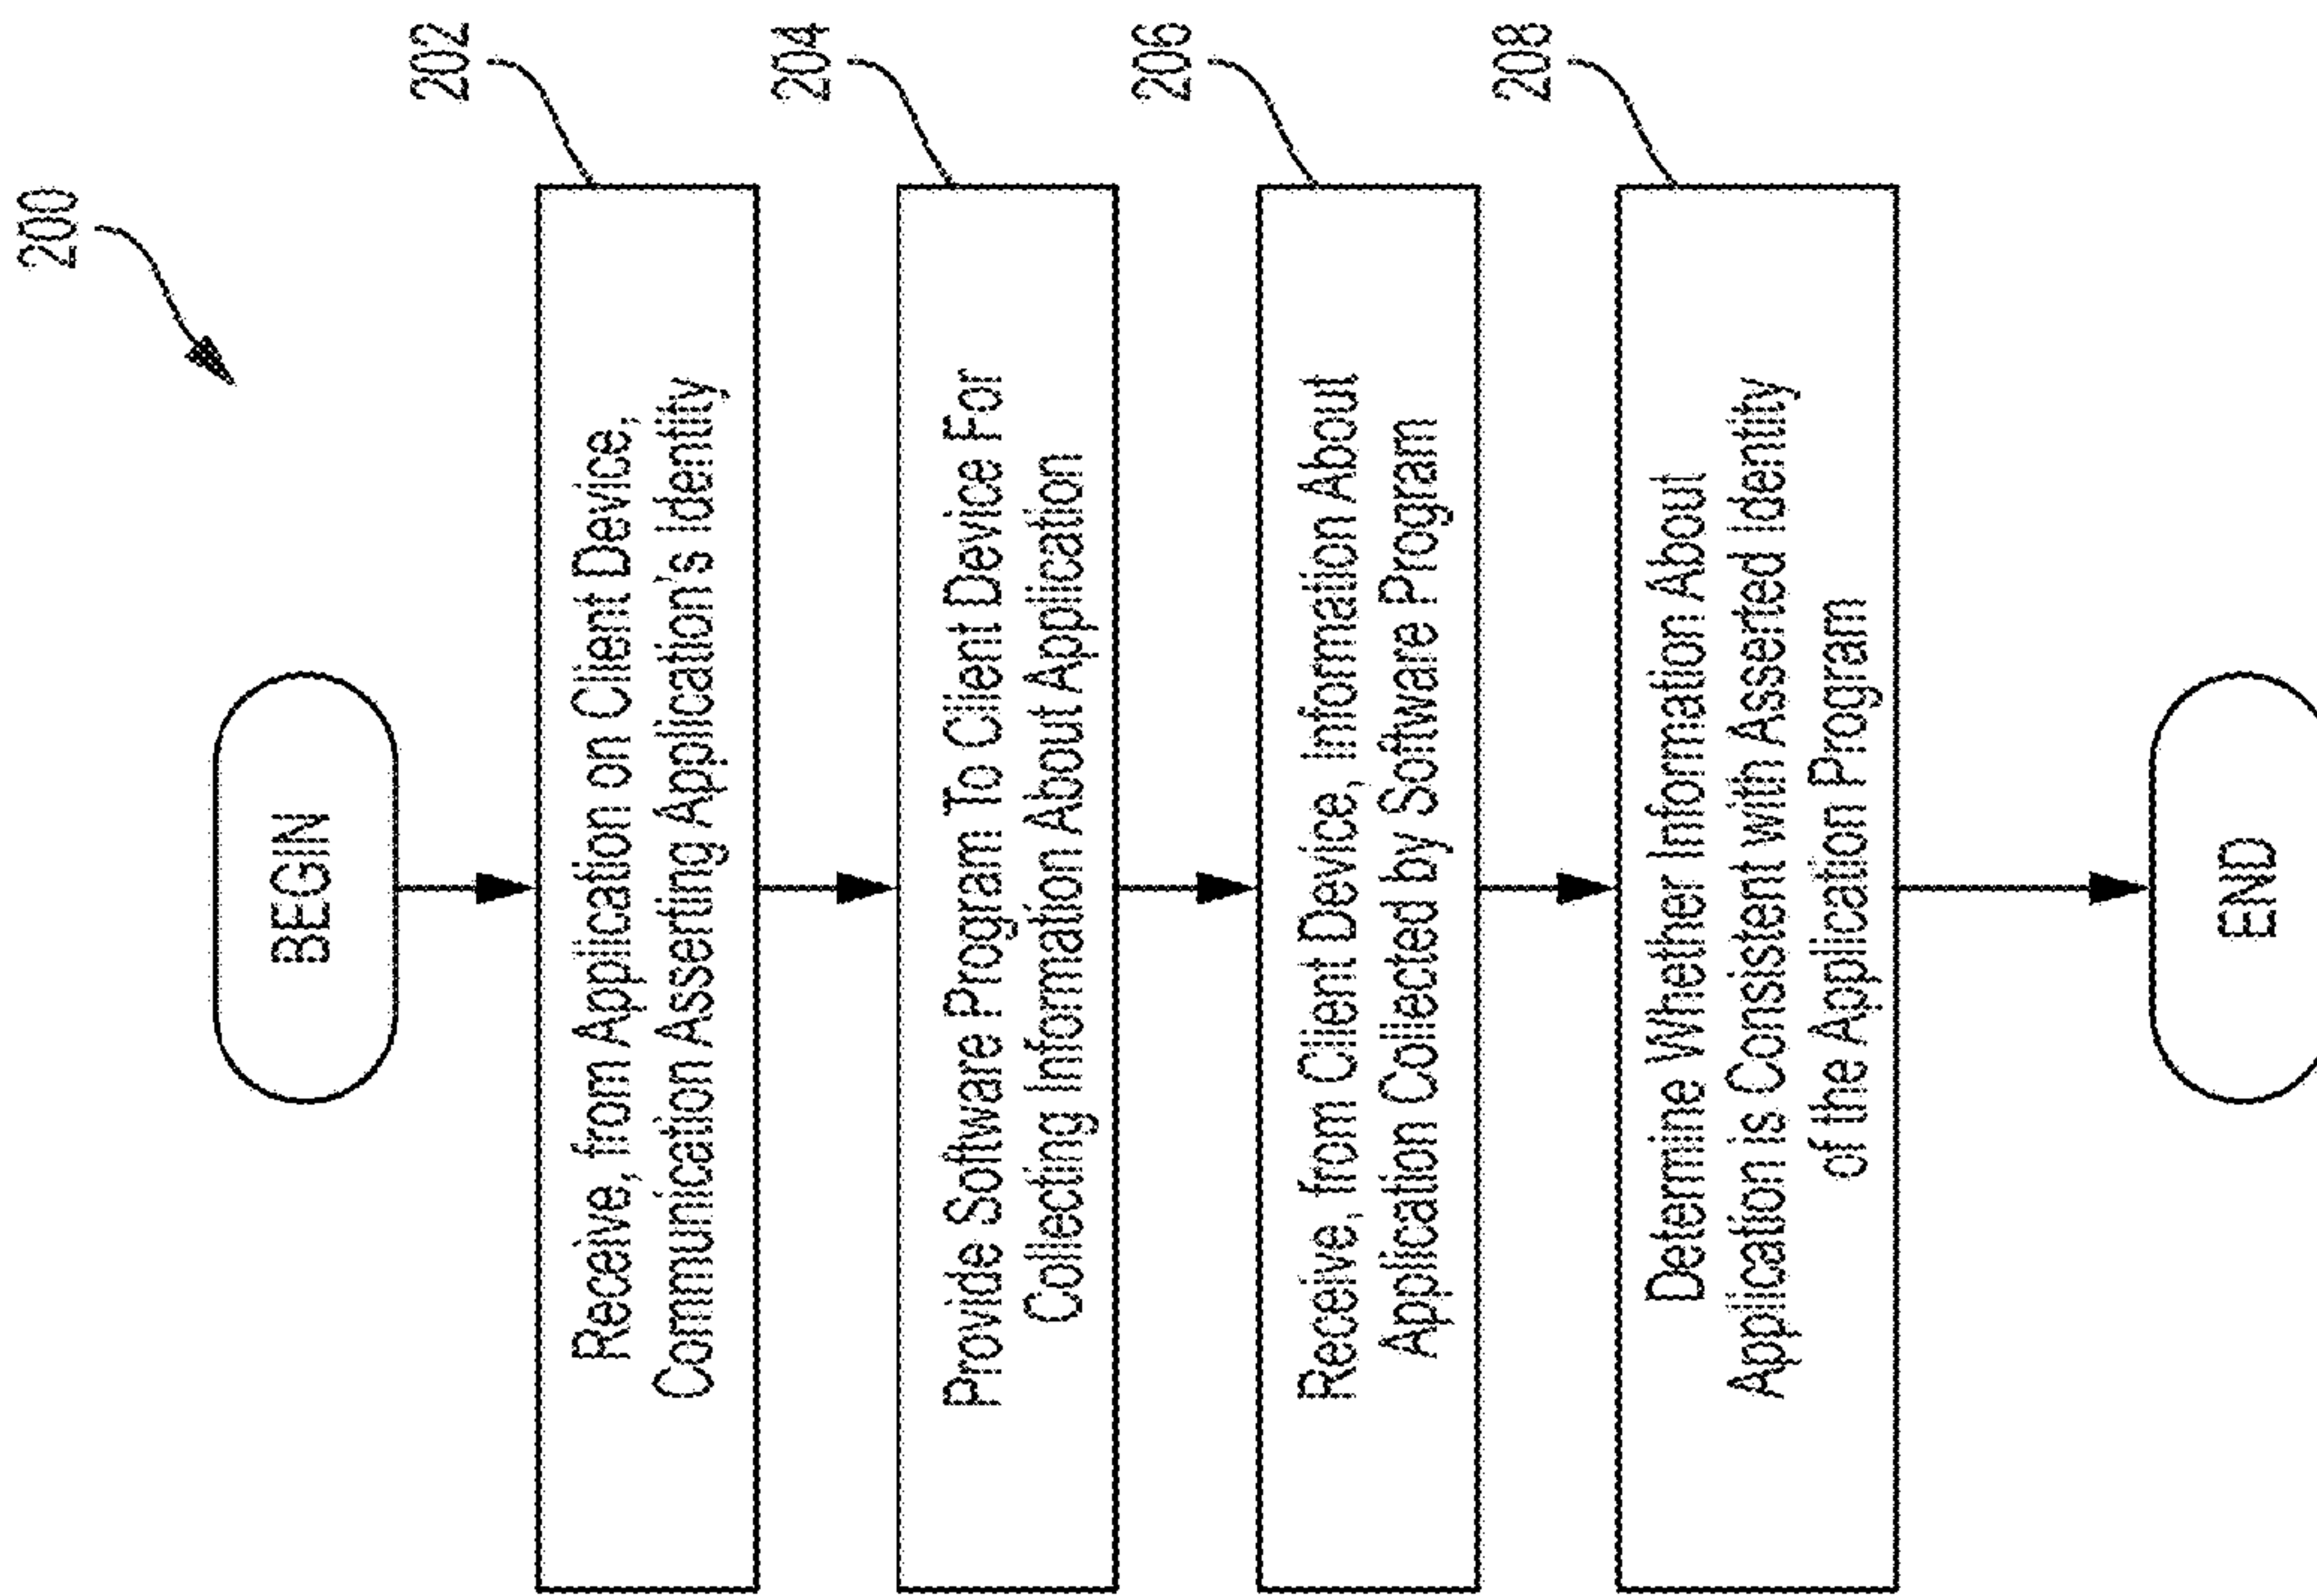 200
BEGIN
202
Receive, from Application on Client Device,
Communication Asserting Application's Identity
204
Provide Software Program To Client Device For
Collecting Information About Application
206
Receive, from Client Device, Information About
Application Collected by Software Program
208
Determine Whether Information About
Application is Consistent with Asserted Identity
of the Application Program
END